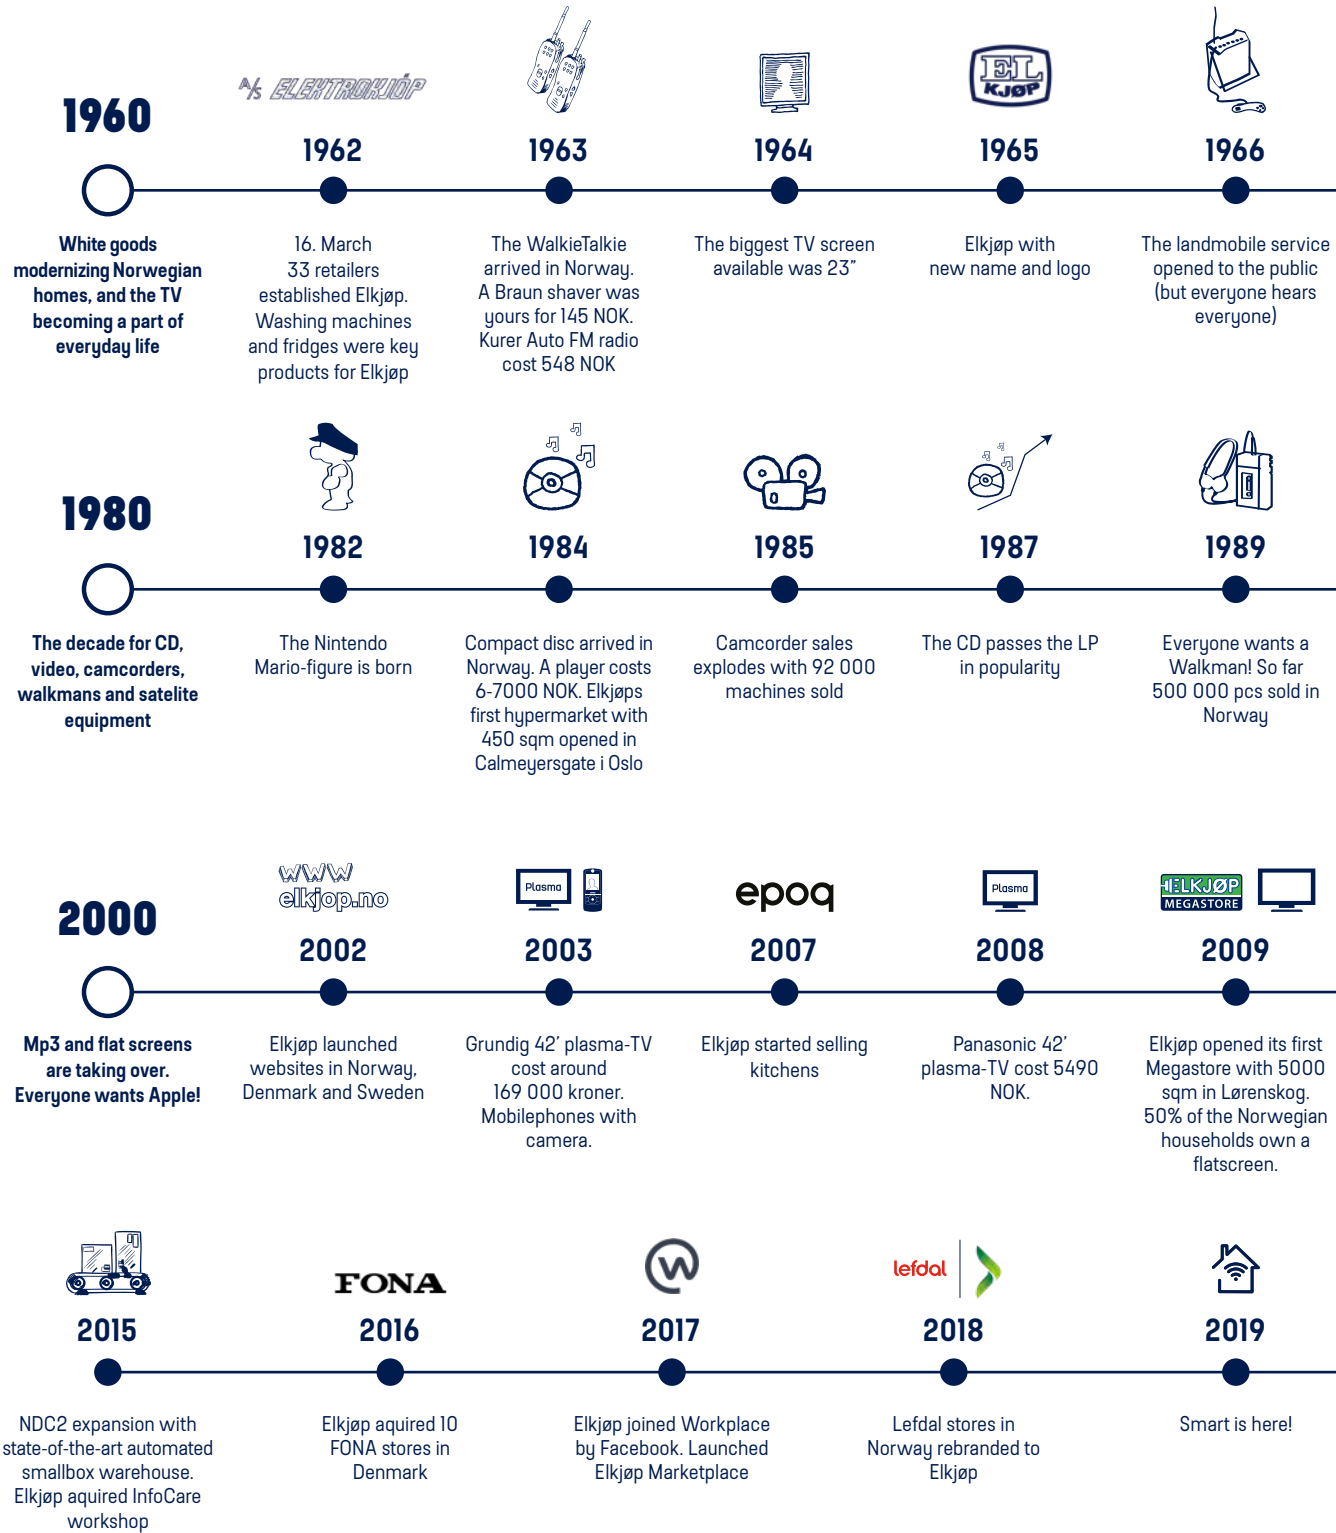 1960
A/S ELEKTROKJÓP
1962
1963
1964
EL
KJØP
1965
1966
White goods
modernizing Norwegian
homes, and the TV
becoming a part of
everyday life
16. March
33 retailers
established Elkjøp.
Washing machines
and fridges were key
products for Elkjøp
The WalkieTalkie
arrived in Norway.
A Braun shaver was
yours for 145 NOK.
Kurer Auto FM radio
cost 548 NOK
The biggest TV screen
available was 23”
Elkjøp with
new name and logo
The landmobile service
opened to the public
(but everyone hears
everyone)
1980
1982
1984
1985
1987
1989
The decade for CD,
video, camcorders,
walkmans and satelite
equipment
The Nintendo
Mario-figure is born
Compact disc arrived in
Norway. A player costs
6-7000 NOK. Elkjøps
first hypermarket with
450 sqm opened in
Calmeyersgate i Oslo
Camcorder sales
explodes with 92 000
machines sold
The CD passes the LP
in popularity
Everyone wants a
Walkman! So far
500 000 pcs sold in
Norway
2000
WWW
elkjop.no
2002
Plasma
2003
epoq
2007
Plasma
2008
ELKJØP
MEGASTORE
2009
Mp3 and flat screens
are taking over.
Everyone wants Apple!
Elkjøp launched
websites in Norway,
Denmark and Sweden
Grundig 42’ plasma-TV
cost around
169 000 kroner.
Mobilephones with
camera.
Elkjøp started selling
kitchens
Panasonic 42’
plasma-TV cost 5490
NOK.
Elkjøp opened its first
Megastore with 5000
sqm in Lørenskog.
50% of the Norwegian
households own a
flatscreen.
2015
FONA
2016
W
2017
lefdal
2018
2019
NDC2 expansion with
state-of-the-art automated
smallbox warehouse.
Elkjøp aquired InfoCare
workshop
Elkjøp aquired 10
FONA stores in
Denmark
Elkjøp joined Workplace
by Facebook. Launched
Elkjøp Marketplace
Lefdal stores in
Norway rebranded to
Elkjøp
Smart is here!